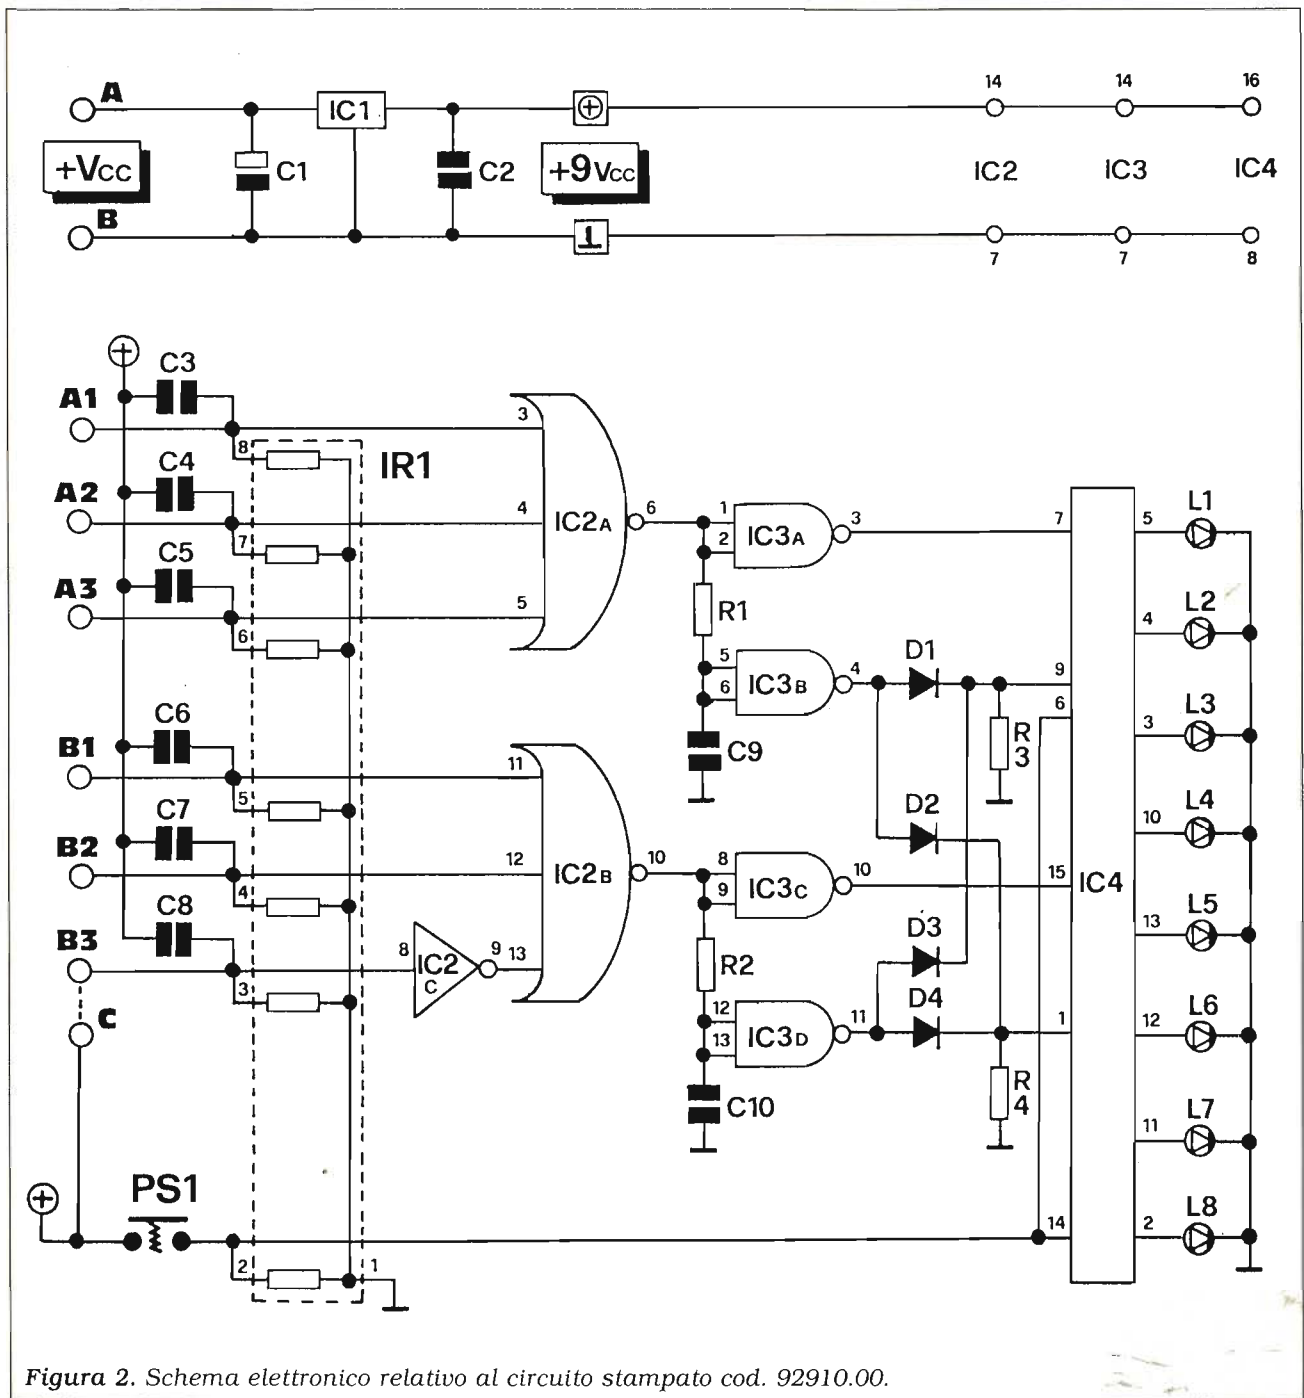 A
IC1
⊕
14
14
16
+Vcc
C1
C2
+9Vcc
IC2
IC3
IC4
B
⊥
7
7
8
+
C3
A1
3
8
IR1
C4
A2
4
IC2A
6
1
IC3A
3
7
5
L1
2
7
C5
A3
5
R1
4
L2
6
5
IC3B
4
D1
9
6
6
C6
3
L3
B1
11
C9
R
3
5
C7
D2
10
L4
B2
12
IC2B
10
8
IC3C
10
15
IC4
4
9
C8
13
L5
B3
8
IC2
C
9
13
R2
D3
3
D4
C
12
IC3D
11
1
12
L6
13
R
4
C10
11
L7
PS1
+
14
2
L8
2
1
Figura 2. Schema elettronico relativo al circuito stampato cod. 92910.00.